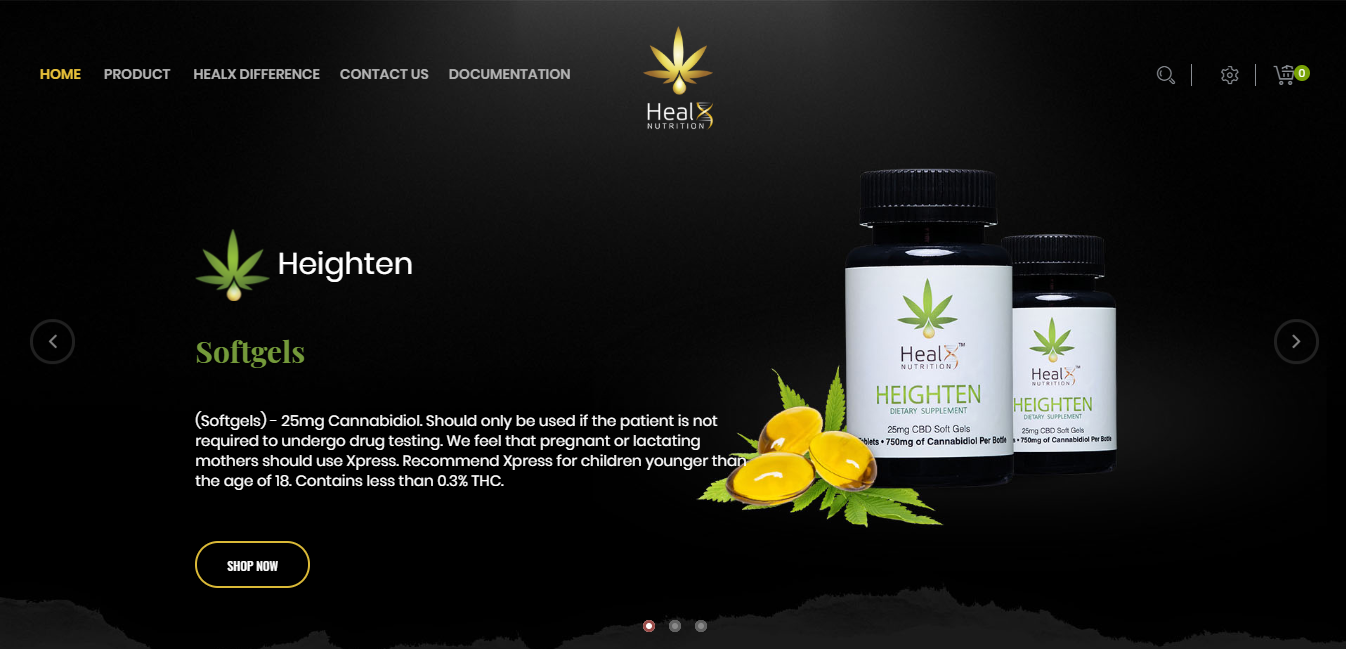 HOME PRODUCT HEALX DIFFERENCE CONTACT US DOCUMENTATION
HealX
NUTRITION
0
Heighten
Softgels
(Softgels) - 25mg Cannabidiol. Should only be used if the patient is not
required to undergo drug testing. We feel that pregnant or lactating
mothers should use Xpress. Recommend Xpress for children younger than
the age of 18. Contains less than 0.3% THC.
SHOP NOW
HealX™
NUTRITION
HEIGHTEN
DIETARY SUPPLEMENT
25mg CBD Soft Gels
• 750mg of Cannabidiol Per Bottle
HealX™
NUTRITION
HEIGHTEN
DIETARY SUPPLEMENT
25mg CBD Soft Gels
• 750mg of Cannabidiol Per Bottle